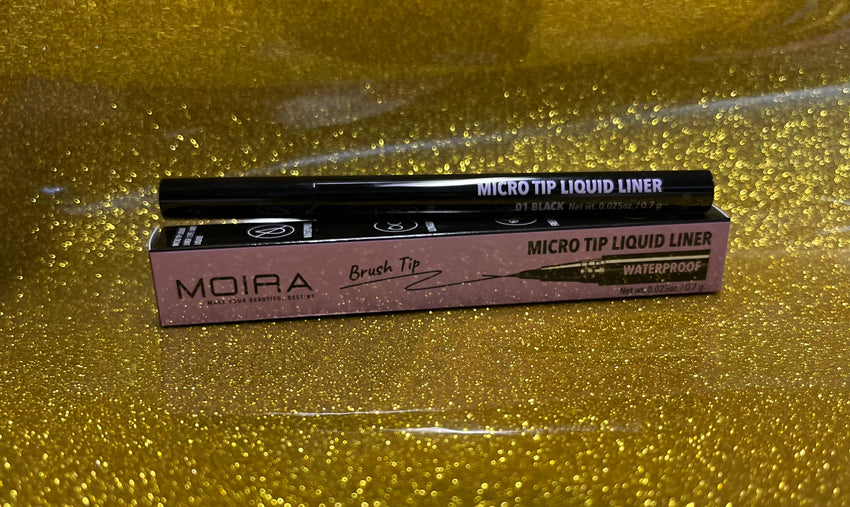 MICRO TIP LIQUID LINER
01 BLACK Net wt. 0.025oz. / 0.7 g
MOIRA
MAKE YOUR BEAUTIFUL DESTINY
Brush Tip
MICRO TIP LIQUID LINER
WATERPROOF
Net wt. 0.025oz. / 0.7 g